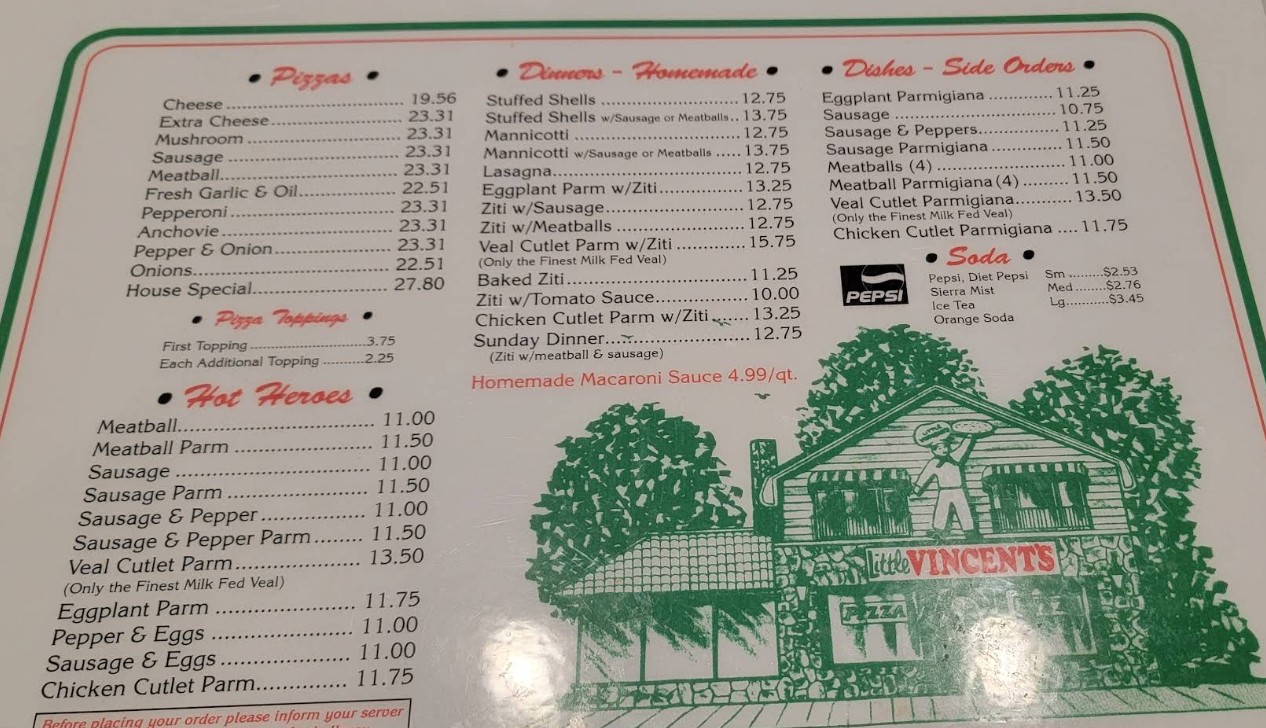 • Pizzas •
Cheese ........ 19.56
Extra Cheese ........ 23.31
Mushroom ........ 23.31
Sausage ........ 23.31
Meatball ........ 23.31
Fresh Garlic & Oil ........ 22.51
Pepperoni ........ 23.31
Anchovie ........ 23.31
Pepper & Onion ........ 23.31
Onions ........ 22.51
House Special ........ 27.80
• Pizza Toppings •
First Topping ........ 3.75
Each Additional Topping ........ 2.25
• Hot Heroes •
Meatball ........ 11.00
Meatball Parm ........ 11.50
Sausage ........ 11.00
Sausage Parm ........ 11.50
Sausage & Pepper ........ 11.00
Sausage & Pepper Parm ........ 11.50
Veal Cutlet Parm ........ 13.50
(Only the Finest Milk Fed Veal)
Eggplant Parm ........ 11.75
Pepper & Eggs ........ 11.00
Sausage & Eggs ........ 11.00
Chicken Cutlet Parm ........ 11.75
Before placing your order please inform your server
• Dinners - Homemade •
Stuffed Shells ........ 12.75
Stuffed Shells w/Sausage or Meatballs .. 13.75
Mannicotti ........ 12.75
Mannicotti w/Sausage or Meatballs ..... 13.75
Lasagna ........ 12.75
Eggplant Parm w/Ziti ........ 13.25
Ziti w/Sausage ........ 12.75
Ziti w/Meatballs ........ 12.75
Veal Cutlet Parm w/Ziti ........ 15.75
(Only the Finest Milk Fed Veal)
Baked Ziti ........ 11.25
Ziti w/Tomato Sauce ........ 10.00
Chicken Cutlet Parm w/Ziti ........ 13.25
Sunday Dinner ........ 12.75
(Ziti w/meatball & sausage)
Homemade Macaroni Sauce 4.99/qt.
• Dishes - Side Orders •
Eggplant Parmigiana ........ 11.25
Sausage ........ 10.75
Sausage & Peppers ........ 11.25
Sausage Parmigiana ........ 11.50
Meatballs (4) ........ 11.00
Meatball Parmigiana (4) ........ 11.50
Veal Cutlet Parmigiana ........ 13.50
(Only the Finest Milk Fed Veal)
Chicken Cutlet Parmigiana .... 11.75
• Soda •
PEPSI
Pepsi, Diet Pepsi
Sierra Mist
Ice Tea
Orange Soda
Sm ........ $2.53
Med ........ $2.76
Lg ........ $3.45
Little VINCENT'S
PIZZA